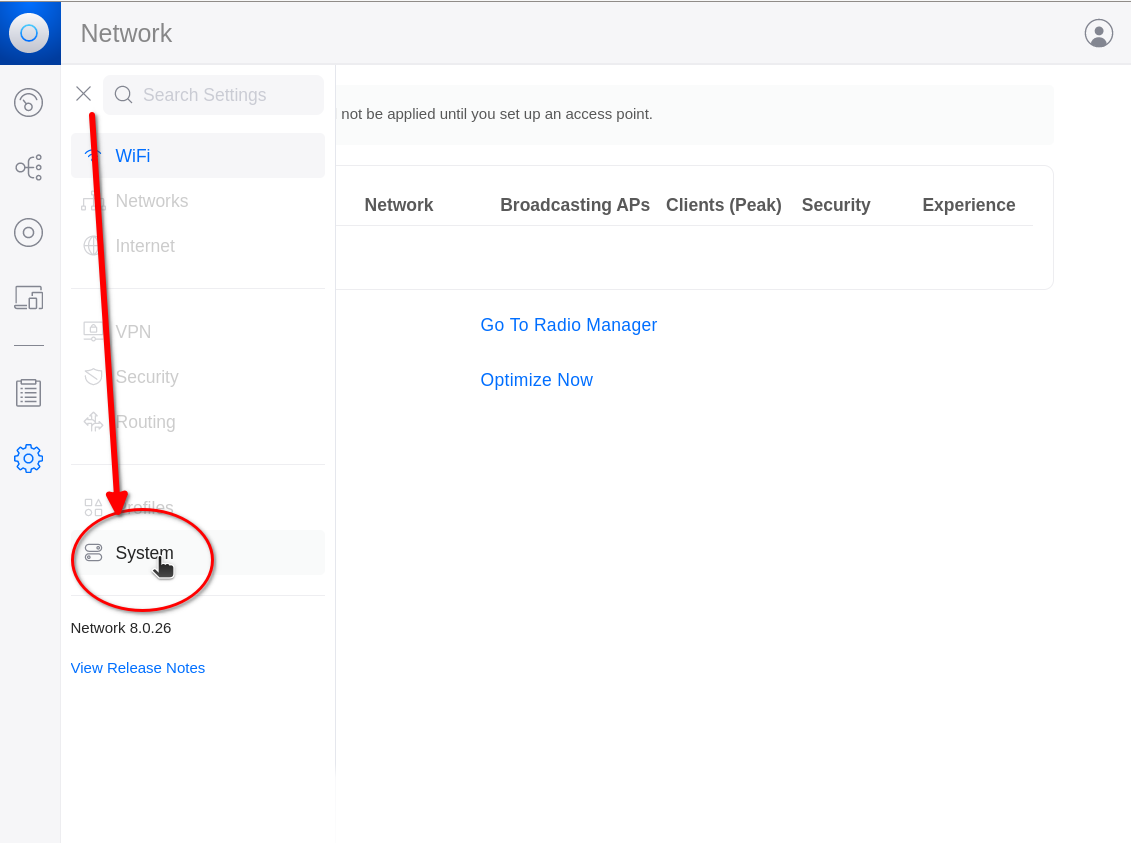 Network
Search Settings
not be applied until you set up an access point.
WiFi
Networks
Internet
VPN
Security
Routing
Profiles
System
Network 8.0.26
View Release Notes
Network Broadcasting APs Clients (Peak) Security Experience
Go To Radio Manager
Optimize Now